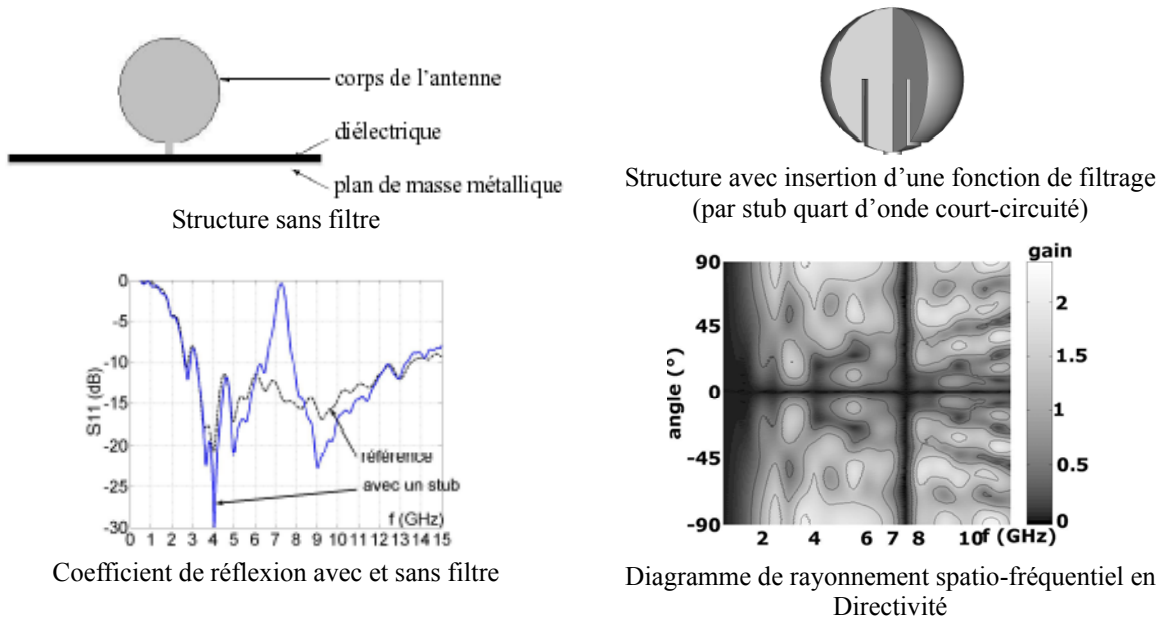 corps de l'antenne
diélectrique
plan de masse métallique
Structure sans filtre
Structure avec insertion d'une fonction de filtrage
(par stub quart d'onde court-circuité)
0
-5
-10
-15
-20
-25
-30
S11 (dB)
référence
avec un stub
f (GHz)
0 1 2 3 4 5 6 7 8 9 10 11 12 13 14 15
Coefficient de réflexion avec et sans filtre
gain
90
45
0
-45
-90
angle (°)
2 4 6 7 8 10 f (GHz)
2
1.5
1
0.5
0
Diagramme de rayonnement spatio-fréquentiel en
Directivité